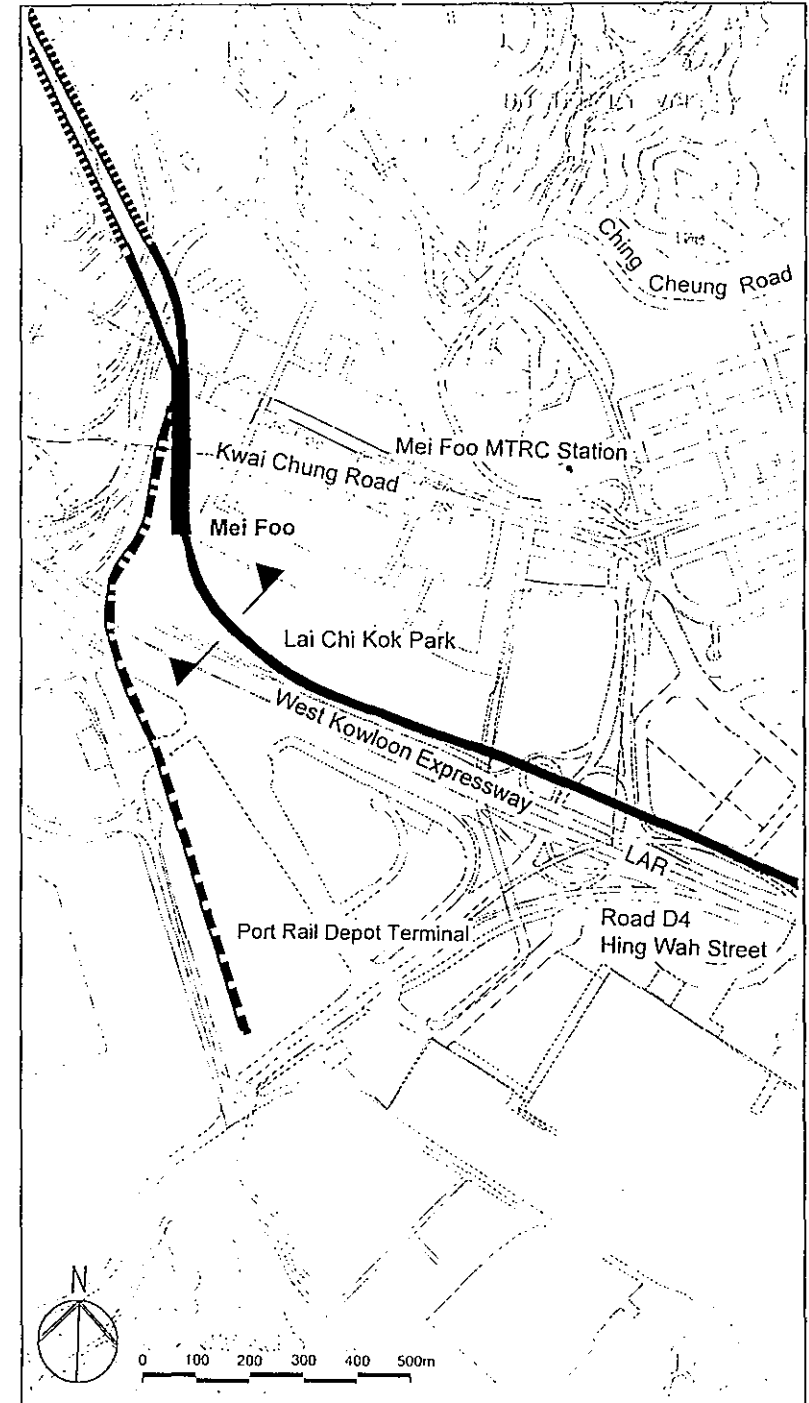 Ching
Cheung Road
Mei Foo MTRC Station
Kwai Chung Road
Mei Foo
Lai Chi Kok Park
West Kowloon Expressway
LAR
Port Rail Depot Terminal
Road D4
Hing Wah Street
N
0 100 200 300 400 500m